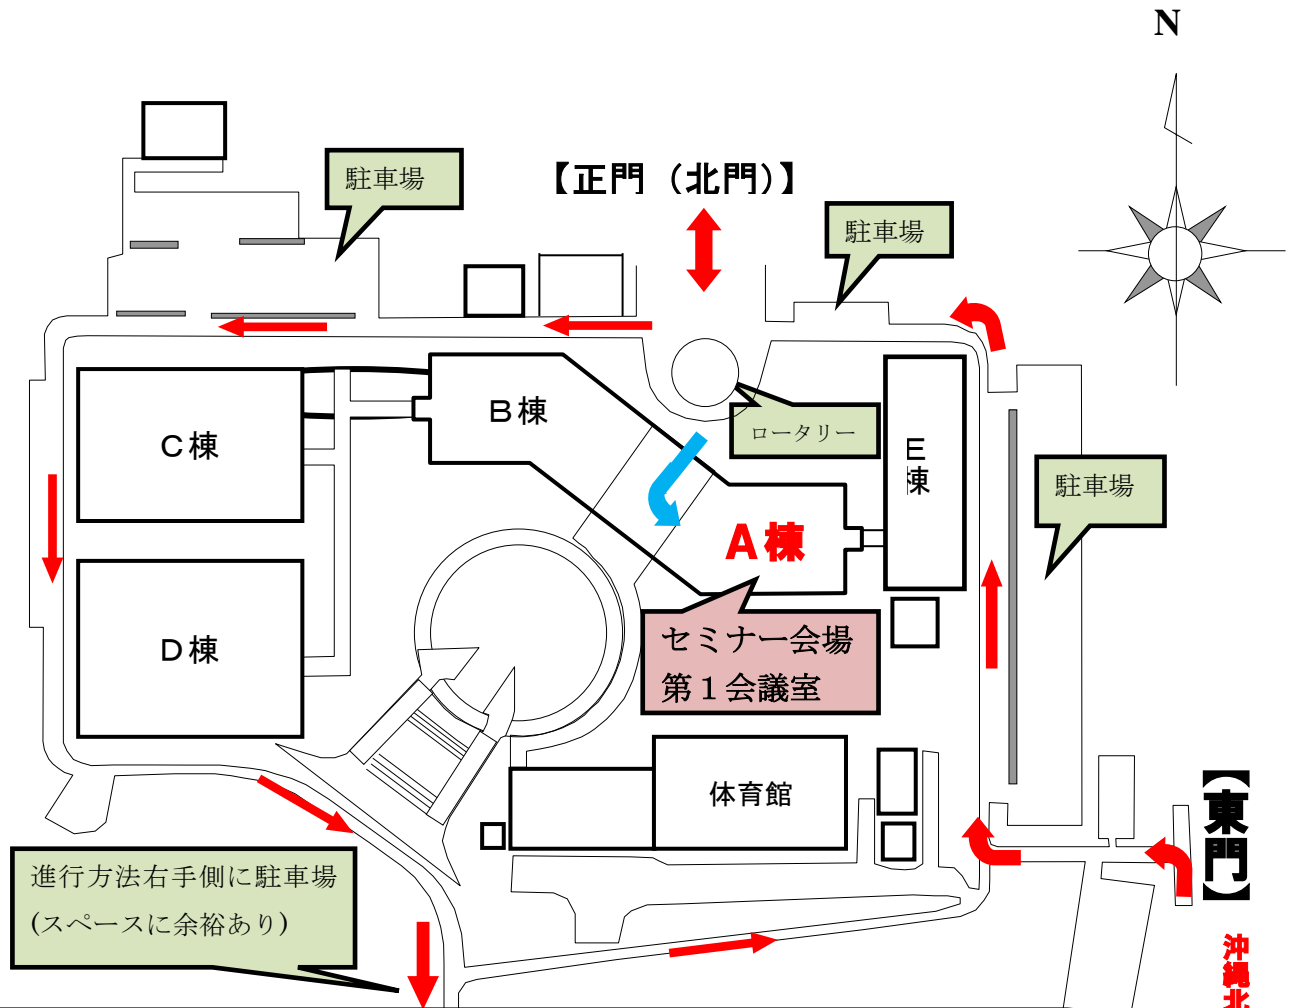 N
駐車場
【正門（北門）】
駐車場
B棟
C棟
ロータリー
E棟
駐車場
A棟
セミナー会場
第１会議室
D棟
体育館
【東門】
進行方法右手側に駐車場
(スペースに余裕あり)
沖縄北